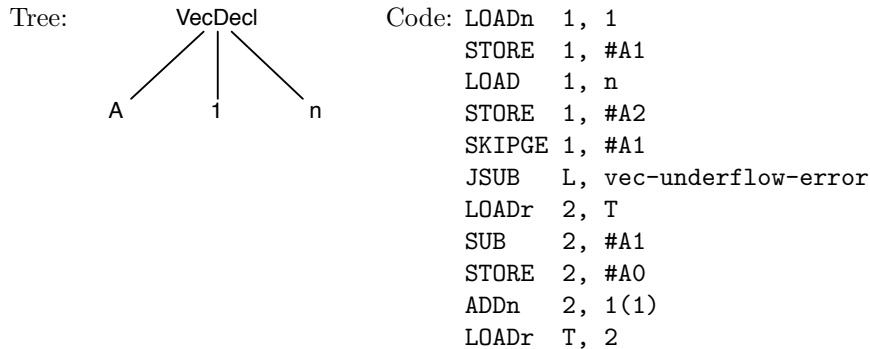 Tree: VecDecl Code: LOADn 1, 1
STORE 1, #A1
LOAD 1, n
A 1 n STORE 1, #A2
SKIPGE 1, #A1
JSUB L, vec-underflow-error
LOADr 2, T
SUB 2, #A1
STORE 2, #A0
ADDn 2, 1(1)
LOADr T, 2